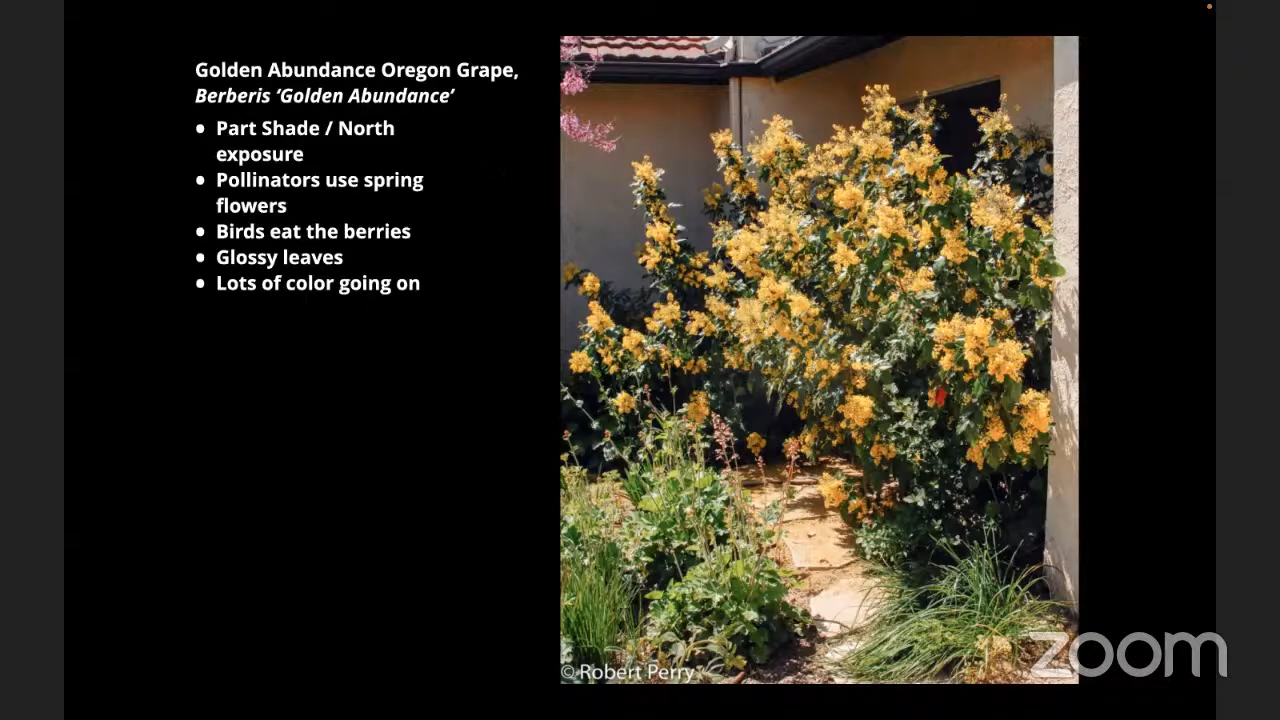 Golden Abundance Oregon Grape,
Berberis ‘Golden Abundance’
• Part Shade / North
exposure
• Pollinators use spring
flowers
• Birds eat the berries
• Glossy leaves
• Lots of color going on
©Robert Perry
zoom